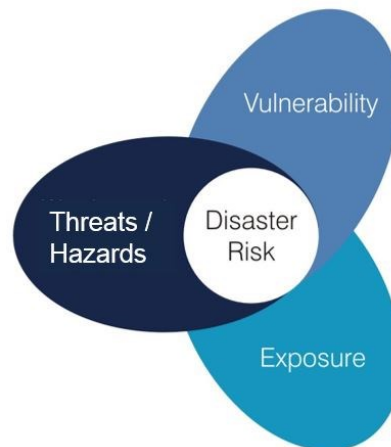 Vulnerability
Threats /
Hazards
Disaster
Risk
Exposure